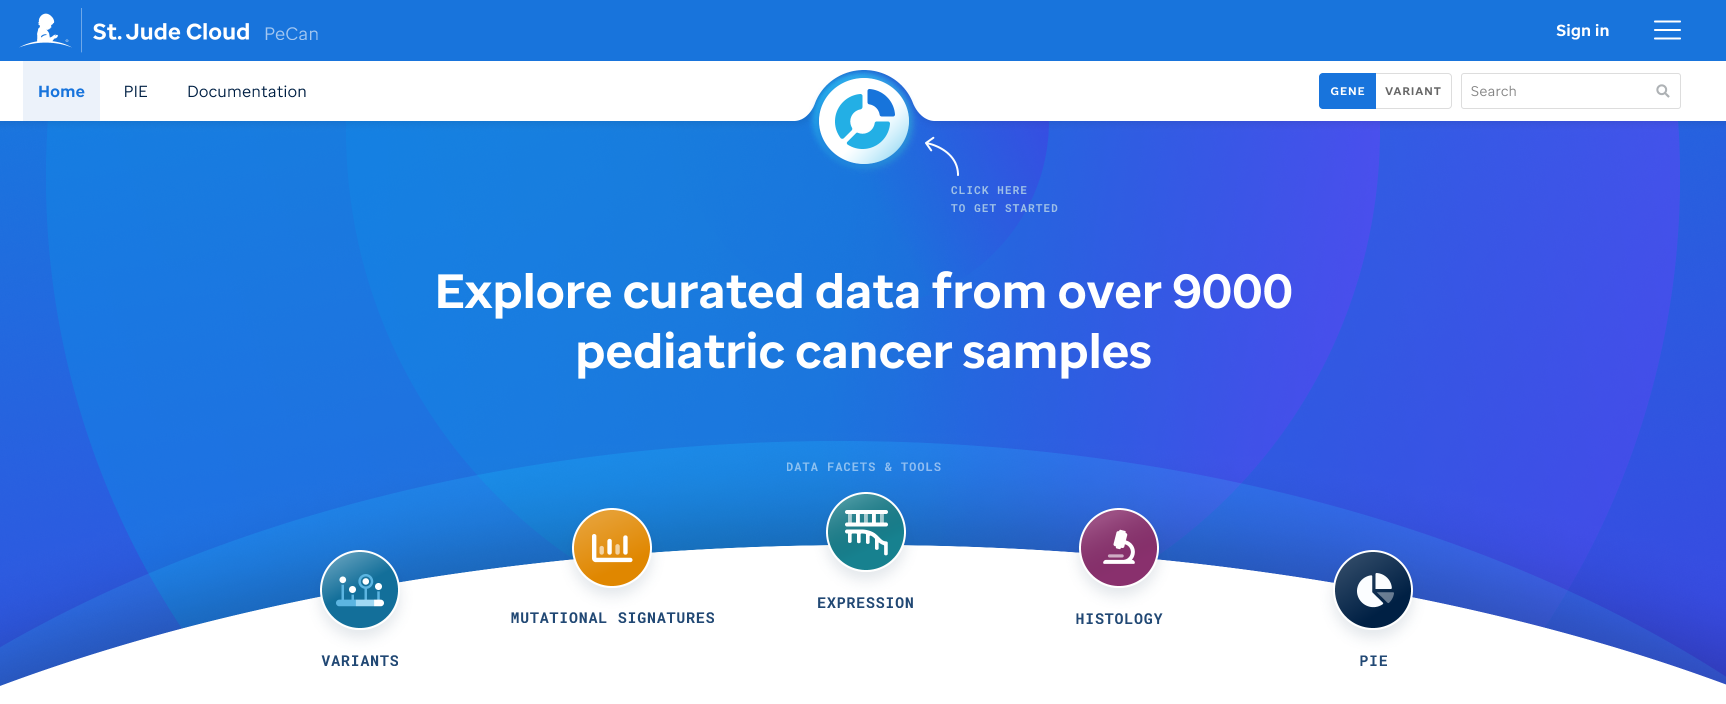 St. Jude Cloud PeCan
Sign in
Home PIE Documentation
GENE VARIANT Search
CLICK HERE
TO GET STARTED
Explore curated data from over 9000
pediatric cancer samples
DATA FACETS & TOOLS
VARIANTS
MUTATIONAL SIGNATURES
EXPRESSION
HISTOLOGY
PIE